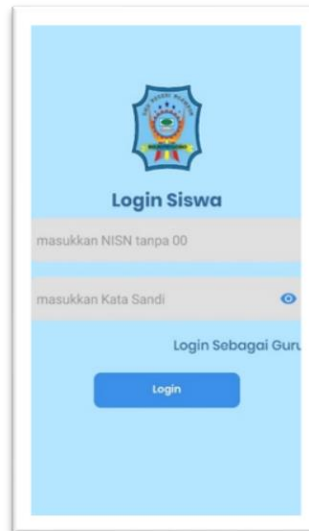 Login Siswa
masukkan NISN tanpa 00
masukkan Kata Sandi
Login Sebagai Guru
Login